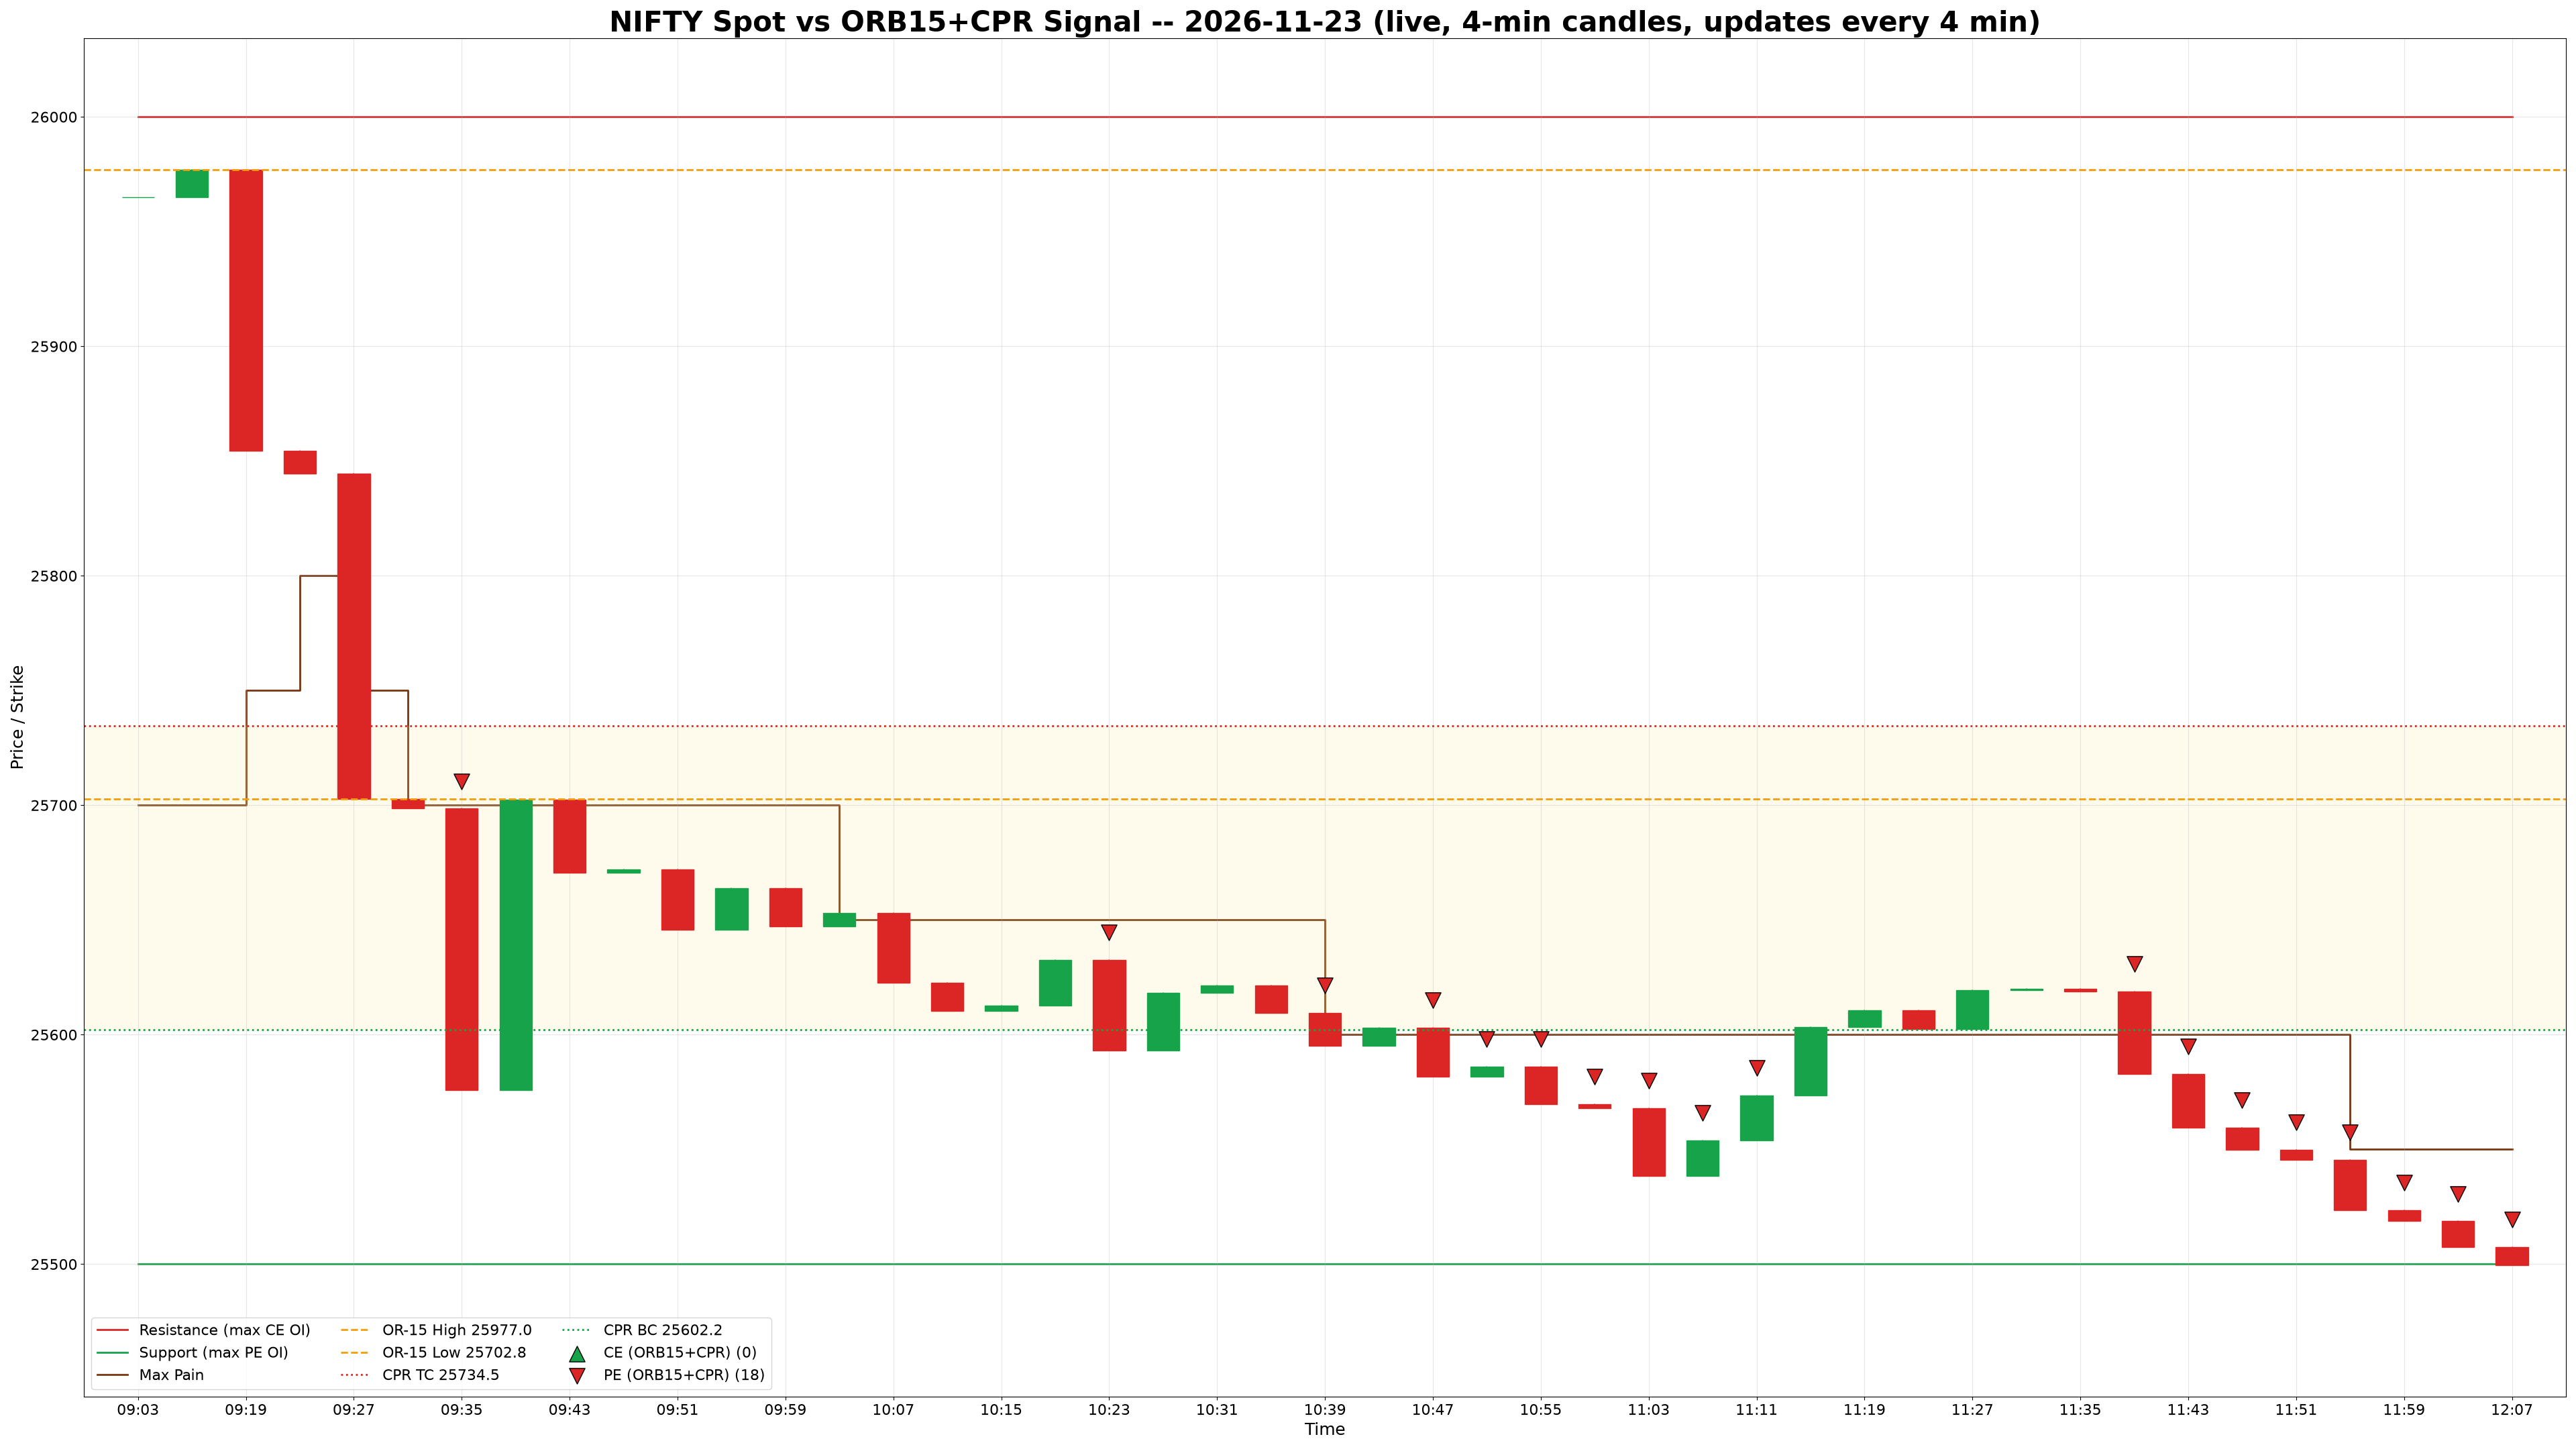 NIFTY Spot vs ORB15+CPR Signal -- 2026-11-23 (live, 4-min candles, updates every 4 min)
Price / Strike
26000
25900
25800
25700
25600
25500
Resistance (max CE OI)
Support (max PE OI)
Max Pain
OR-15 High 25977.0
OR-15 Low 25702.8
CPR TC 25734.5
CPR BC 25602.2
CE (ORB15+CPR) (0)
PE (ORB15+CPR) (18)
09:03 09:19 09:27 09:35 09:43 09:51 09:59 10:07 10:15 10:23 10:31 10:39 10:47 10:55 11:03 11:11 11:19 11:27 11:35 11:43 11:51 11:59 12:07
Time